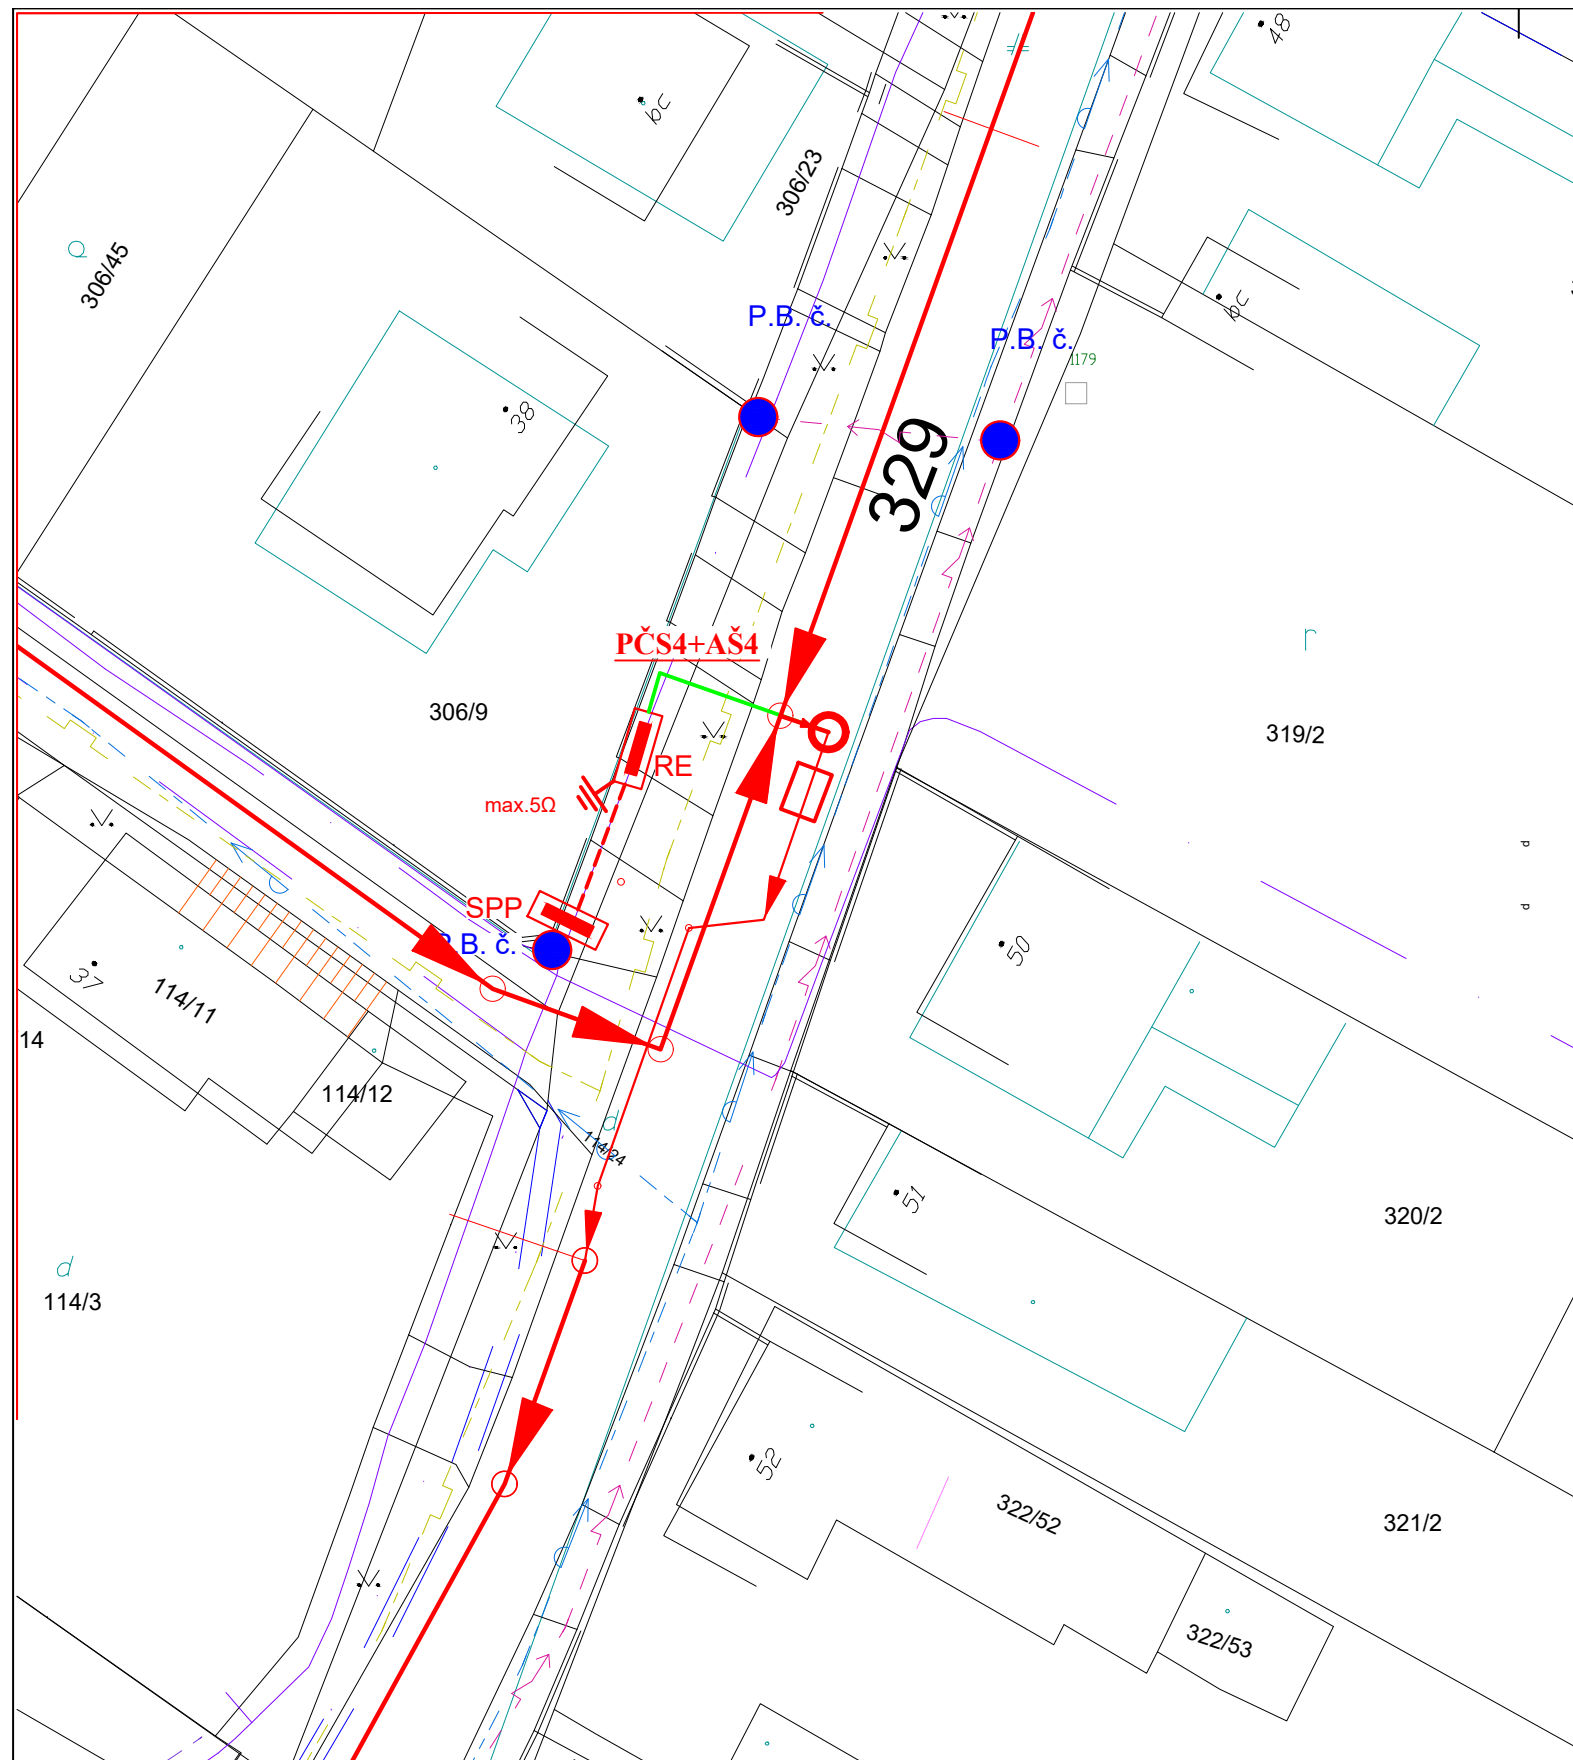 48
bc
306/23
306/45
a
bc
P.B. č.
P.B. č.
1179
38
329
r
PČS4+AŠ4
306/9
319/2
RE
max.5Ω
SPP
.B. č.
50
37
114/11
14
114/12
d
114/24
51
320/2
d
114/3
52
322/52
321/2
322/53